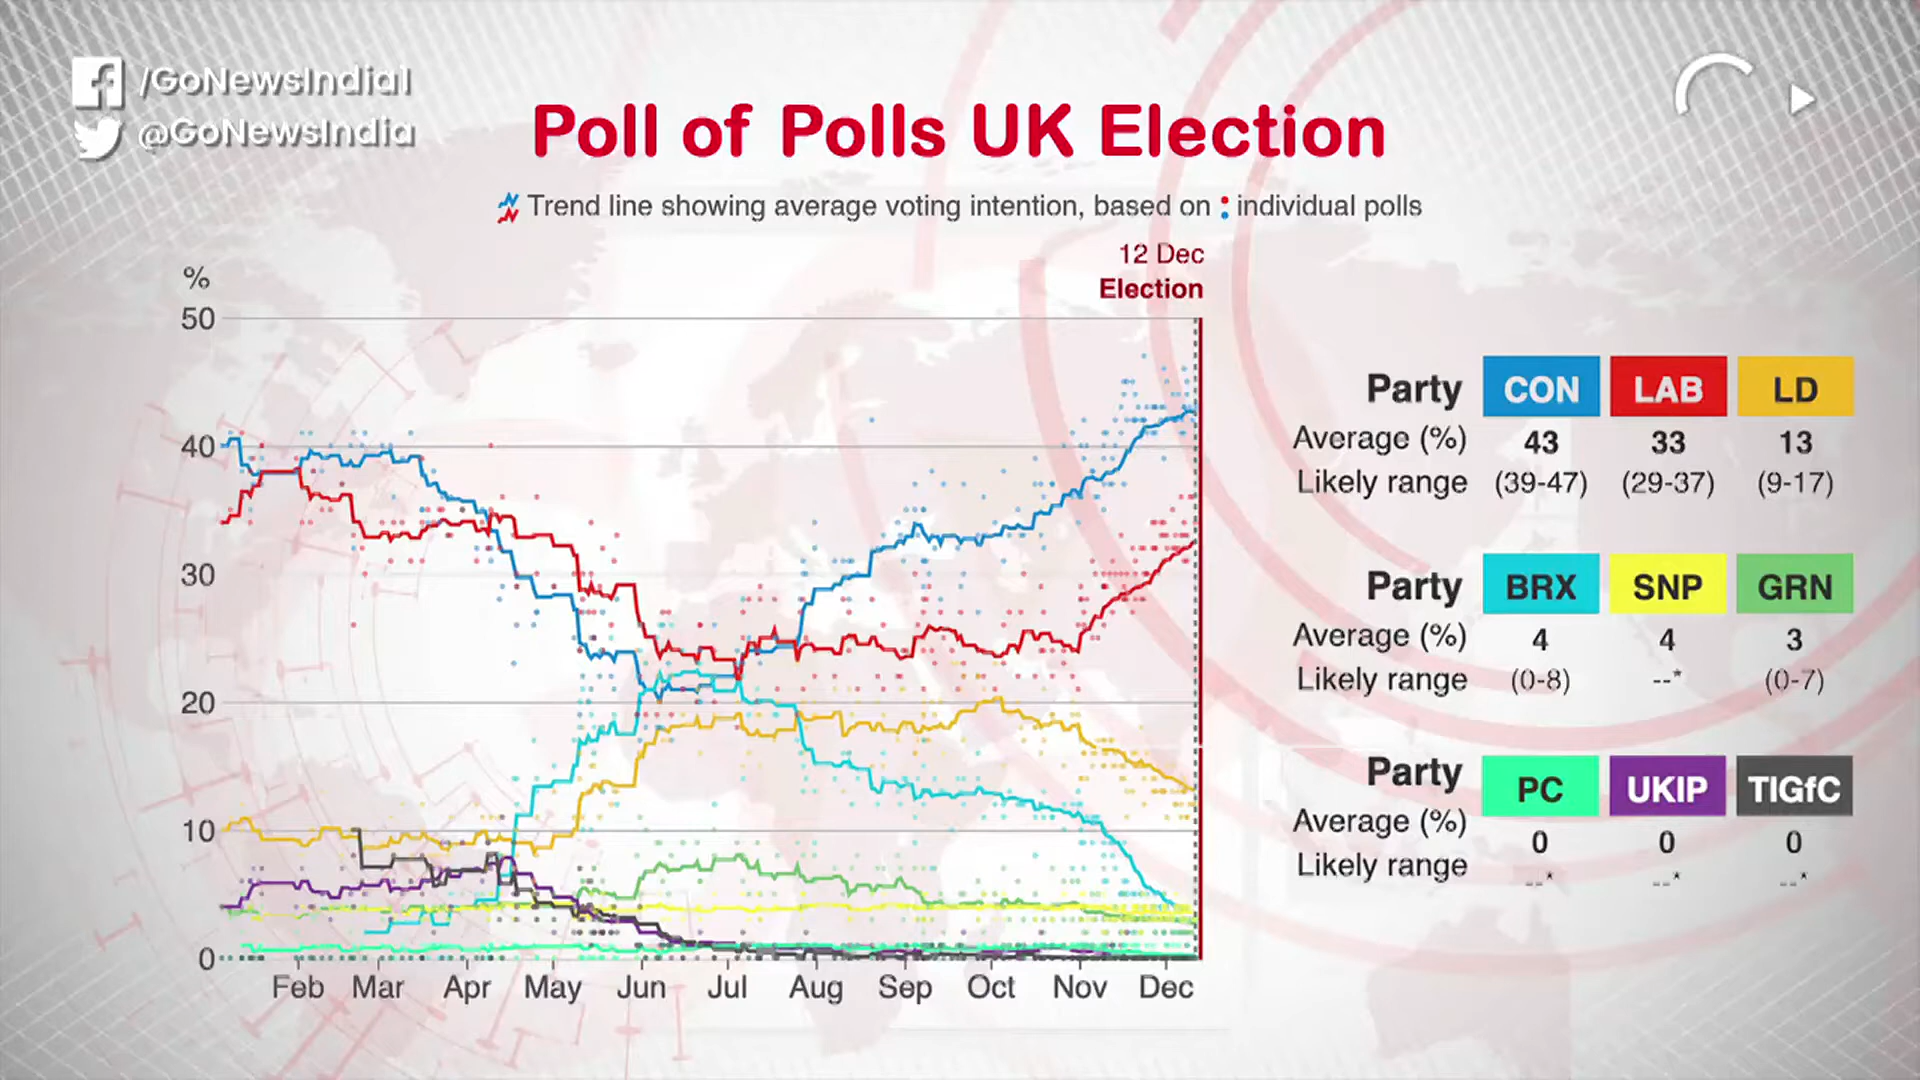 /GoNewsIndia1
@GoNewsIndia
Poll of Polls UK Election
Trend line showing average voting intention, based on : individual polls
12 Dec
Election
%
50
40
30
20
10
0
Feb Mar Apr May Jun Jul Aug Sep Oct Nov Dec
Party CON LAB LD
Average (%) 43 33 13
Likely range (39-47) (29-37) (9-17)
Party BRX SNP GRN
Average (%) 4 4 3
Likely range (0-8) --* (0-7)
Party PC UKIP TIGfC
Average (%) 0 0 0
Likely range --* --* --*